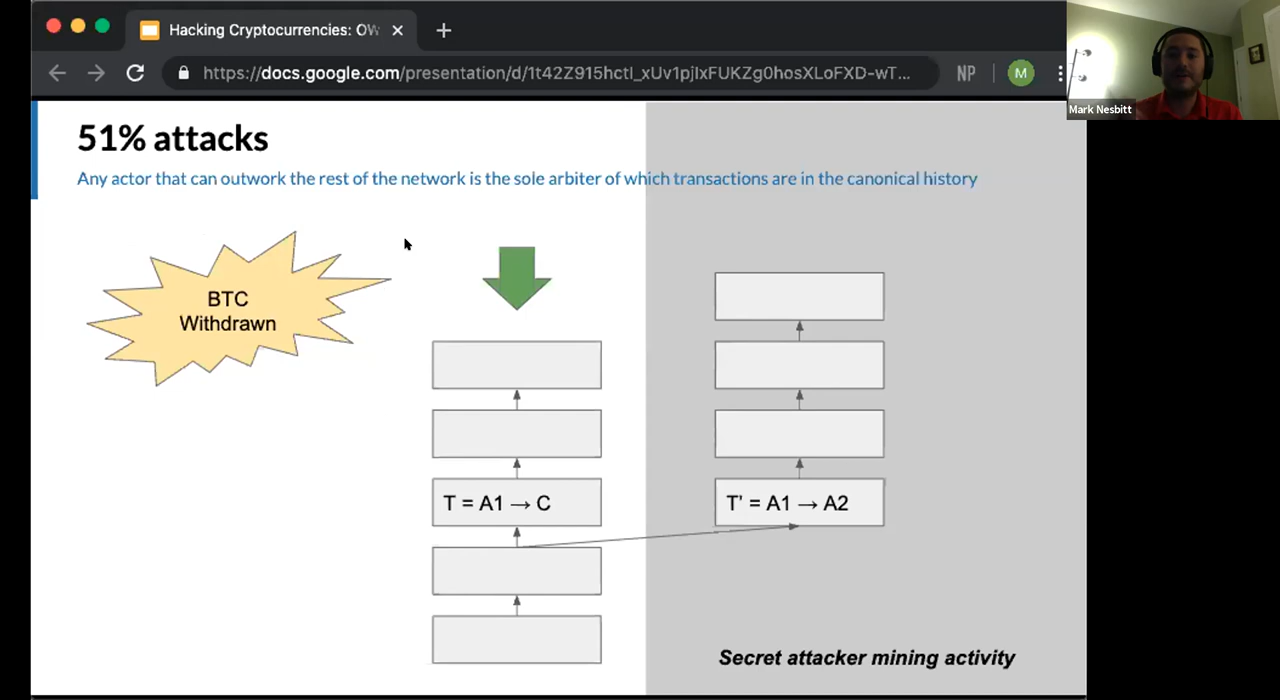 Hacking Cryptocurrencies: OW
https://docs.google.com/presentation/d/1t42Z915hctI_xUv1pjIxFUKZg0hosXLoFXD-wT...
NP
M
Mark Nesbitt
51% attacks
Any actor that can outwork the rest of the network is the sole arbiter of which transactions are in the canonical history
BTC
Withdrawn
T = A1 → C
T' = A1 → A2
Secret attacker mining activity